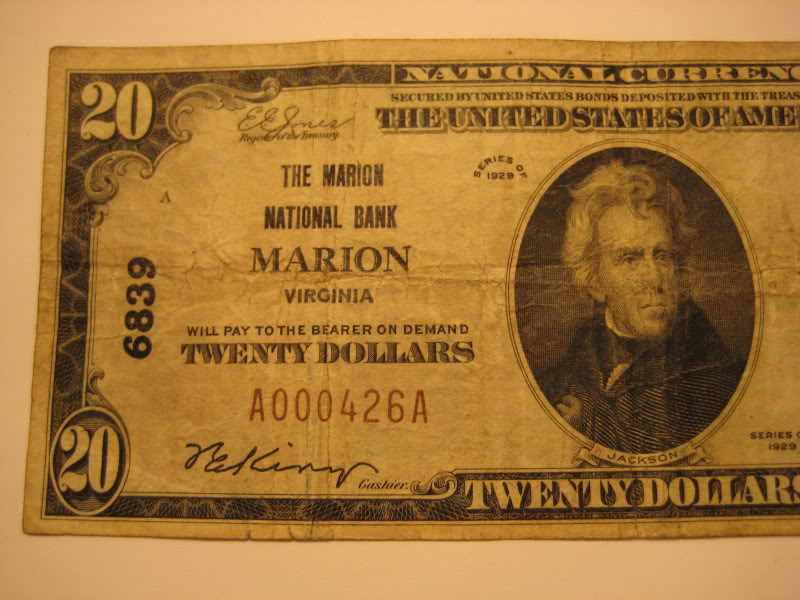 NATIONAL CURRENC
SECURED BY UNITED STATES BONDS DEPOSITED WITH THE TREAS
THE UNITED STATES OF AME
20
E E Jones
Register of the Treasury.
SERIES OF
1929
THE MARION
NATIONAL BANK
A
MARION
VIRGINIA
6839
WILL PAY TO THE BEARER ON DEMAND
TWENTY DOLLARS
A000426A
JACKSON
SERIES O
1929
20
Cashier.
TWENTY DOLLARS